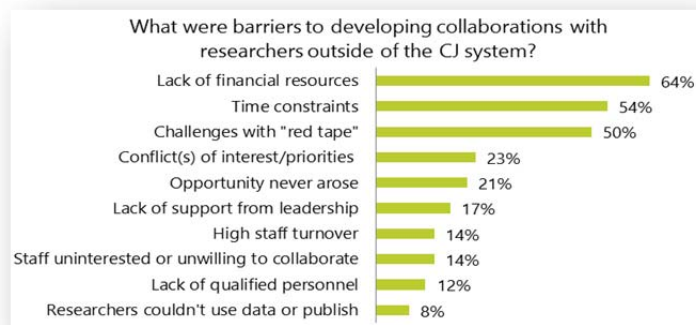 What were barriers to developing collaborations with
researchers outside of the CJ system?
Lack of financial resources 64%
Time constraints 54%
Challenges with "red tape" 50%
Conflict(s) of interest/priorities 23%
Opportunity never arose 21%
Lack of support from leadership 17%
High staff turnover 14%
Staff uninterested or unwilling to collaborate 14%
Lack of qualified personnel 12%
Researchers couldn't use data or publish 8%